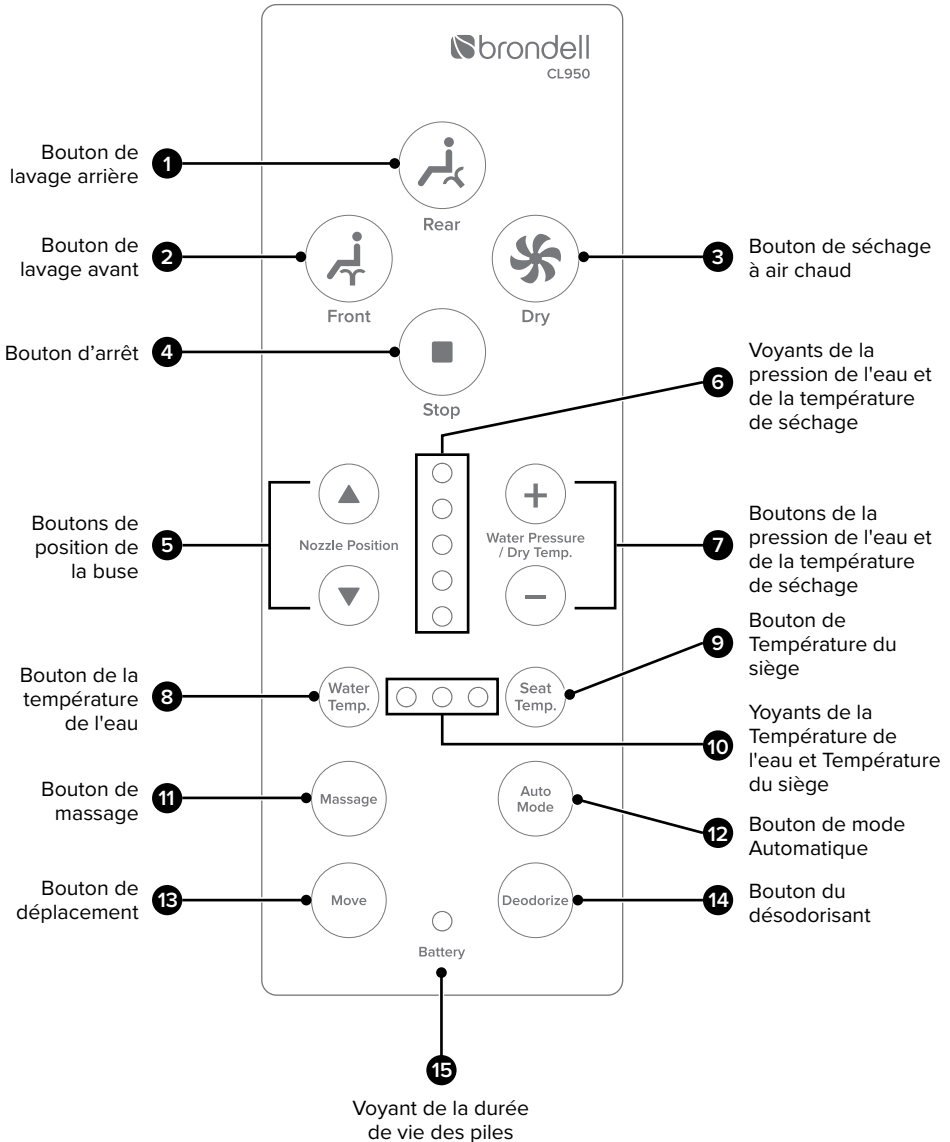 brondell
CL950
Bouton de
lavage arrière
1
Rear
Bouton de
lavage avant
2
Front
Dry
3
Bouton de séchage
à air chaud
Bouton d'arrêt
4
Stop
6
Voyants de la
pression de l'eau et
de la température
de séchage
Boutons de
position de
la buse
5
Nozzle Position
Water Pressure
/ Dry Temp.
7
Boutons de la
pression de l'eau et
de la température
de séchage
9
Bouton de
Température du
siège
Bouton de la
température
de l'eau
8
Water
Temp.
Seat
Temp.
10
Yoyants de la
Température de
l'eau et Température
du siège
Bouton de
massage
11
Massage
Auto
Mode
12
Bouton de mode
Automatique
Bouton de
déplacement
13
Move
Deodorize
14
Bouton du
désodorisant
Battery
15
Voyant de la durée
de vie des piles